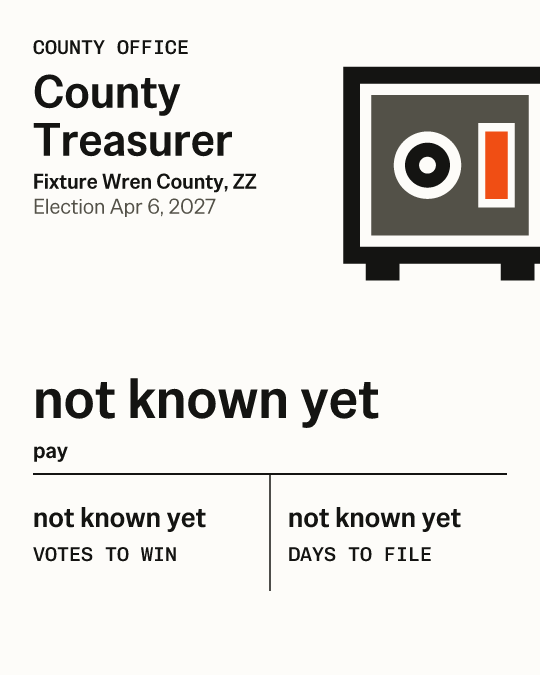 COUNTY OFFICE
County
Treasurer
Fixture Wren County, ZZ
Election Apr 6, 2027
not known yet
pay
not known yet
VOTES TO WIN
not known yet
DAYS TO FILE